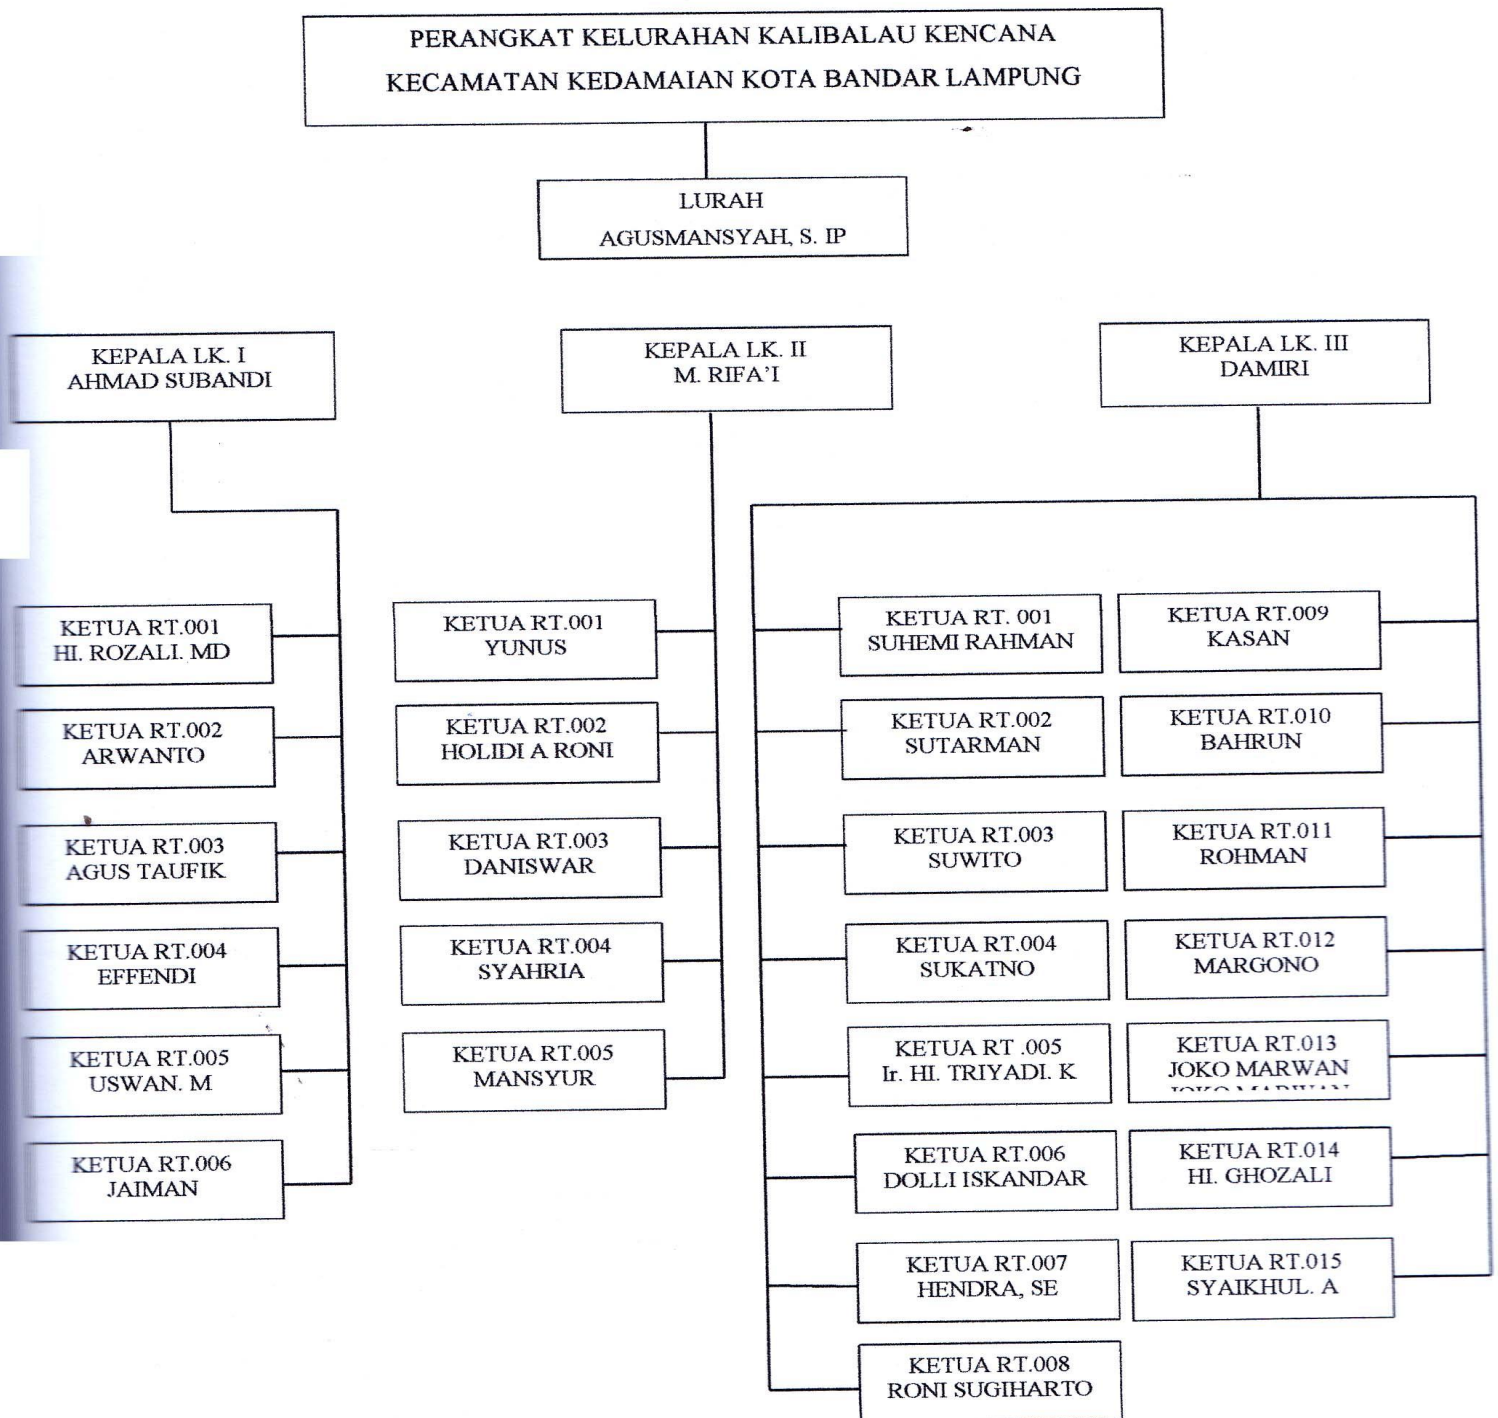 PERANGKAT KELURAHAN KALIBALAU KENCANA
KECAMATAN KEDAMAIAN KOTA BANDAR LAMPUNG
LURAH
AGUSMANSYAH, S. IP
KEPALA LK. I
AHMAD SUBANDI
KEPALA LK. II
M. RIFA'I
KEPALA LK. III
DAMIRI
KETUA RT.001
HI. ROZALI. MD
KETUA RT.002
ARWANTO
KETUA RT.003
AGUS TAUFIK
KETUA RT.004
EFFENDI
KETUA RT.005
USWAN. M
KETUA RT.006
JAIMAN
KETUA RT.001
YUNUS
KETUA RT.002
HOLIDI A RONI
KETUA RT.003
DANISWAR
KETUA RT.004
SYAHRIA
KETUA RT.005
MANSYUR
KETUA RT. 001
SUHEMI RAHMAN
KETUA RT.002
SUTARMAN
KETUA RT.003
SUWITO
KETUA RT.004
SUKATNO
KETUA RT .005
Ir. HI. TRIYADI. K
KETUA RT.006
DOLLI ISKANDAR
KETUA RT.007
HENDRA, SE
KETUA RT.008
RONI SUGIHARTO
KETUA RT.009
KASAN
KETUA RT.010
BAHRUN
KETUA RT.011
ROHMAN
KETUA RT.012
MARGONO
KETUA RT.013
JOKO MARWAN
KETUA RT.014
HI. GHOZALI
KETUA RT.015
SYAIKHUL. A